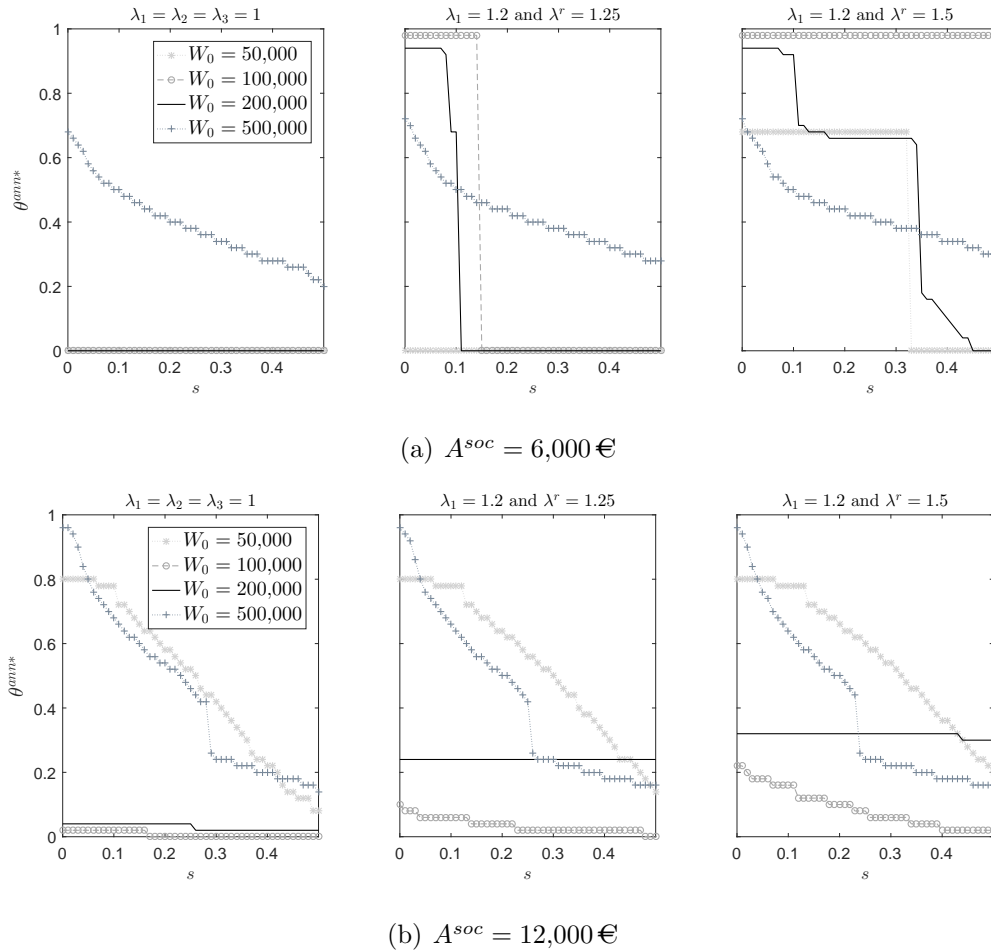 λ₁ = λ₂ = λ₃ = 1
λ₁ = 1.2 and λʳ = 1.25
λ₁ = 1.2 and λʳ = 1.5
W₀ = 50,000
W₀ = 100,000
W₀ = 200,000
W₀ = 500,000
1
0.8
0.6
0.4
0.2
0
θᵃⁿⁿ*
0 0.1 0.2 0.3 0.4
0 0.1 0.2 0.3 0.4
0 0.1 0.2 0.3 0.4
s s s
(a) Aˢᵒᶜ = 6,000 €
λ₁ = λ₂ = λ₃ = 1
λ₁ = 1.2 and λʳ = 1.25
λ₁ = 1.2 and λʳ = 1.5
W₀ = 50,000
W₀ = 100,000
W₀ = 200,000
W₀ = 500,000
1
0.8
0.6
0.4
0.2
0
θᵃⁿⁿ*
0 0.1 0.2 0.3 0.4
0 0.1 0.2 0.3 0.4
0 0.1 0.2 0.3 0.4
s s s
(b) Aˢᵒᶜ = 12,000 €